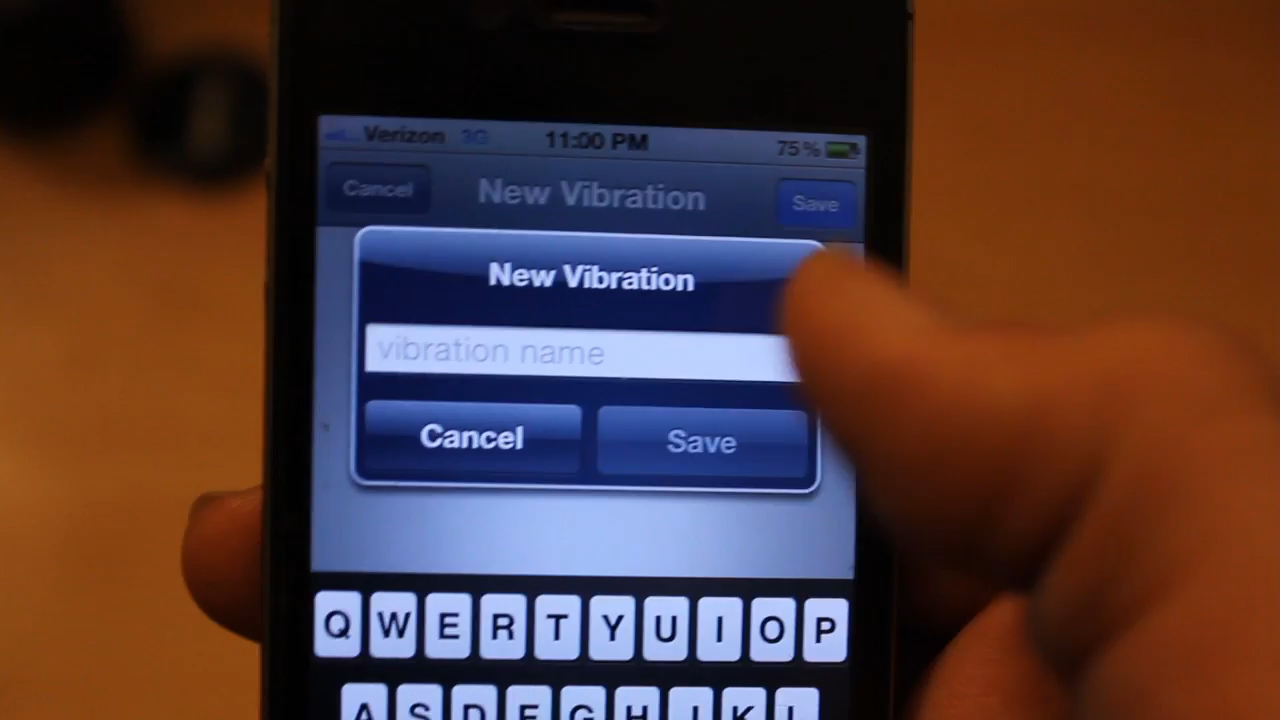 Verizon 3G 11:00 PM 75%
Cancel New Vibration Save
New Vibration
vibration name
Cancel Save
Q W E R T Y U I O P
A S D F G H J K L